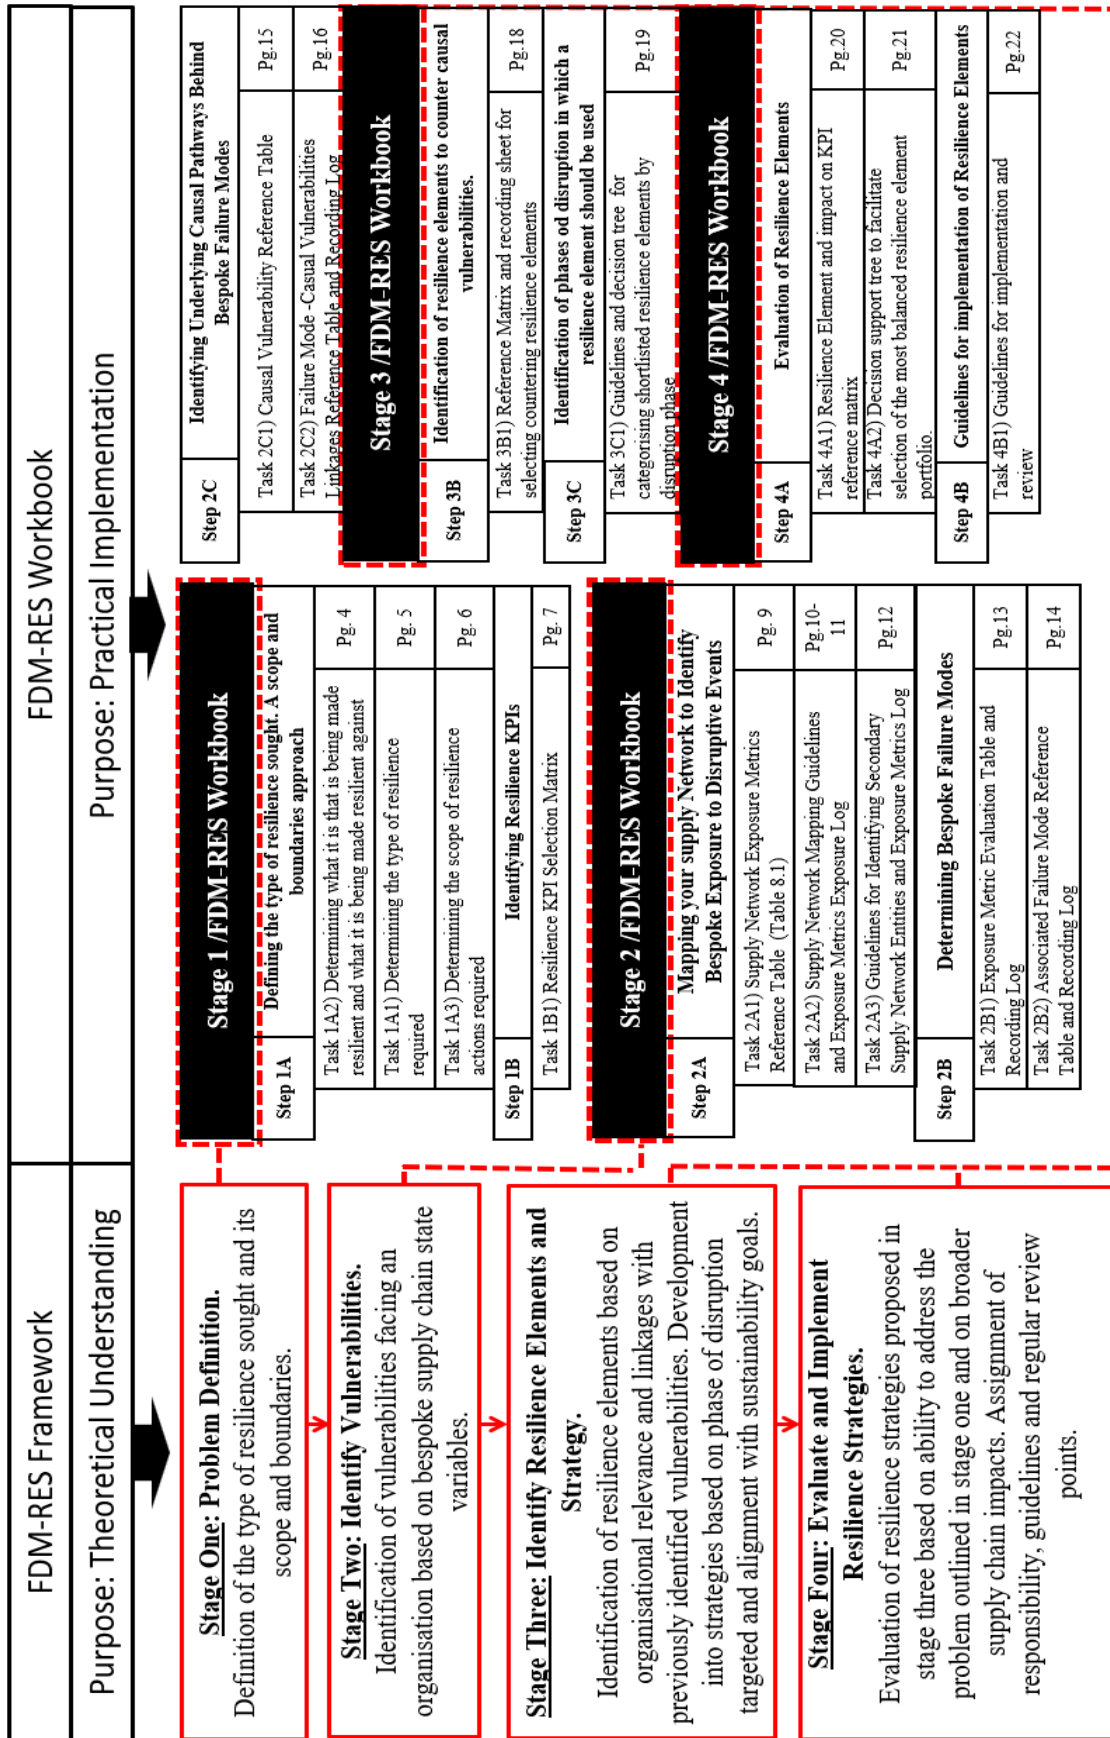 FDM-RES Framework
FDM-RES Workbook
Purpose: Theoretical Understanding
Purpose: Practical Implementation
Stage One: Problem Definition.
Definition of the type of resilience sought and its
scope and boundaries.
Stage Two: Identify Vulnerabilities.
Identification of vulnerabilities facing an
organisation based on bespoke supply chain state
variables.
Stage Three: Identify Resilience Elements and
Strategy.
Identification of resilience elements based on
organisational relevance and linkages with
previously identified vulnerabilities. Development
into strategies based on phase of disruption
targeted and alignment with sustainability goals.
Stage Four: Evaluate and Implement
Resilience Strategies.
Evaluation of resilience strategies proposed in
stage three based on ability to address the
problem outlined in stage one and on broader
supply chain impacts. Assignment of
responsibility, guidelines and regular review
points.
Stage 1 /FDM-RES Workbook
Step 1A
Defining the type of resilience sought. A scope and
boundaries approach
Task 1A2) Determining what it is that is being made
resilient and what it is being made resilient against
Pg. 4
Task 1A1) Determining the type of resilience
required
Pg. 5
Task 1A3) Determining the scope of resilience
actions required
Pg. 6
Step 1B
Identifying Resilience KPIs
Task 1B1) Resilience KPI Selection Matrix
Pg. 7
Stage 2 /FDM-RES Workbook
Step 2A
Mapping your supply Network to Identify
Bespoke Exposure to Disruptive Events
Task 2A1) Supply Network Exposure Metrics
Reference Table (Table 8.1)
Pg. 9
Task 2A2) Supply Network Mapping Guidelines
and Exposure Metrics Exposure Log
Pg.10-
11
Task 2A3) Guidelines for Identifying Secondary
Supply Network Entities and Exposure Metrics Log
Pg.12
Step 2B
Determining Bespoke Failure Modes
Task 2B1) Exposure Metric Evaluation Table and
Recording Log
Pg.13
Task 2B2) Associated Failure Mode Reference
Table and Recording Log
Pg.14
Step 2C
Identifying Underlying Causal Pathways Behind
Bespoke Failure Modes
Task 2C1) Causal Vulnerability Reference Table
Pg.15
Task 2C2) Failure Mode -Casual Vulnerabilities
Linkages Reference Table and Recording Log
Pg.16
Stage 3 /FDM-RES Workbook
Step 3B
Identification of resilience elements to counter causal
vulnerabilities.
Task 3B1) Reference Matrix and recording sheet for
selecting countering resilience elements
Pg.18
Step 3C
Identification of phases od disruption in which a
resilience element should be used
Task 3C1) Guidelines and decision tree for
categorising shortlisted resilience elements by
disruption phase
Pg.19
Stage 4 /FDM-RES Workbook
Step 4A
Evaluation of Resilience Elements
Task 4A1) Resilience Element and impact on KPI
reference matrix
Pg.20
Task 4A2) Decision support tree to facilitate
selection of the most balanced resilience element
portfolio.
Pg.21
Step 4B
Guidelines for implementation of Resilience Elements
Task 4B1) Guidelines for implementation and
review
Pg.22